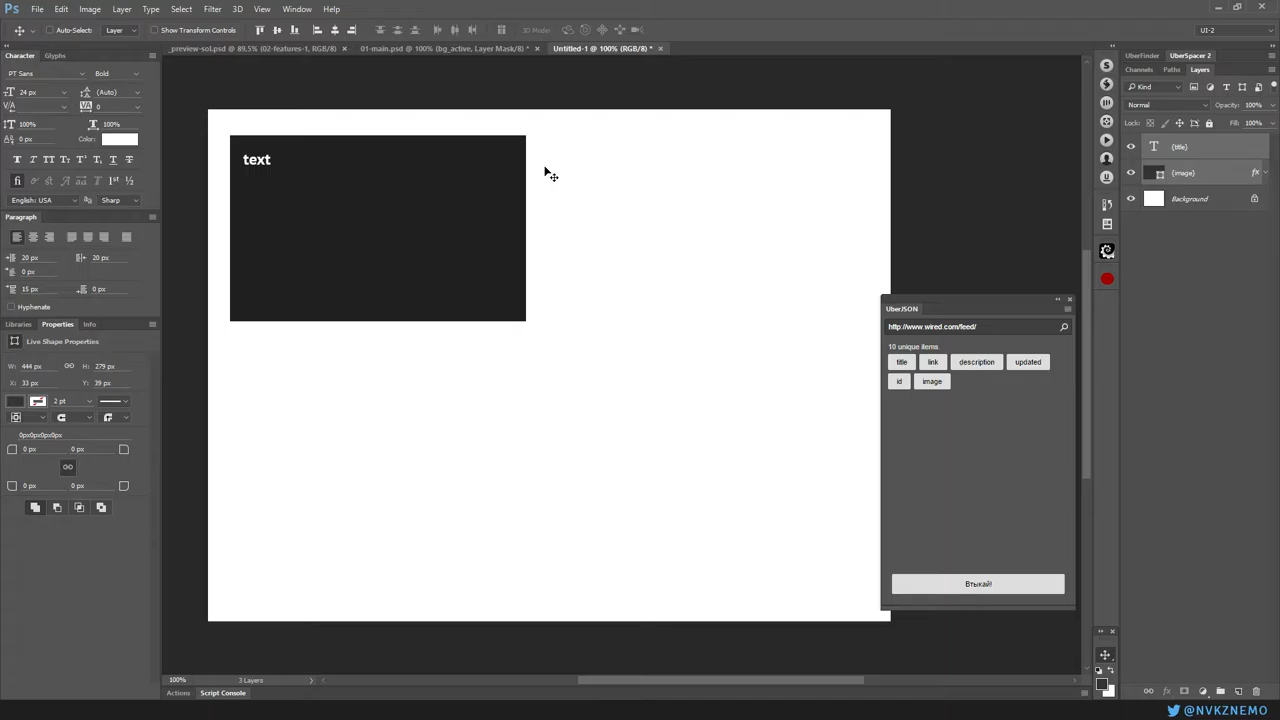 Ps File Edit Image Layer Type Select Filter 3D View Window Help
Auto-Select: Layer Show Transform Controls 3D Mode: UI-2
_preview-sol.psd @ 89,5% (02-features-1, RGB/8) × 01-main.psd @ 100% (bg_active, Layer Mask/8) * × Untitled-1 @ 100% (RGB/8) * ×
Character Glyphs
PT Sans Bold
24 px (Auto)
0
100% 100%
0 px Color:
English: USA Sharp
Paragraph
20 px 20 px
0 px
15 px 0 px
Hyphenate
Libraries Properties Info
Live Shape Properties
W: 444 px H: 279 px
X: 33 px Y: 39 px
2 pt
0px0px0px0px
0 px 0 px
0 px 0 px
text
UberJSON
http://www.wired.com/feed/
10 unique items.
title link description updated
id image
Втыкай!
UberFinder UberSpacer 2
Channels Paths Layers
Kind
Normal Opacity: 100%
Lock: Fill: 100%
{title}
{image} fx
Background
100% 3 Layers
Actions Script Console
@NVKZNEMO